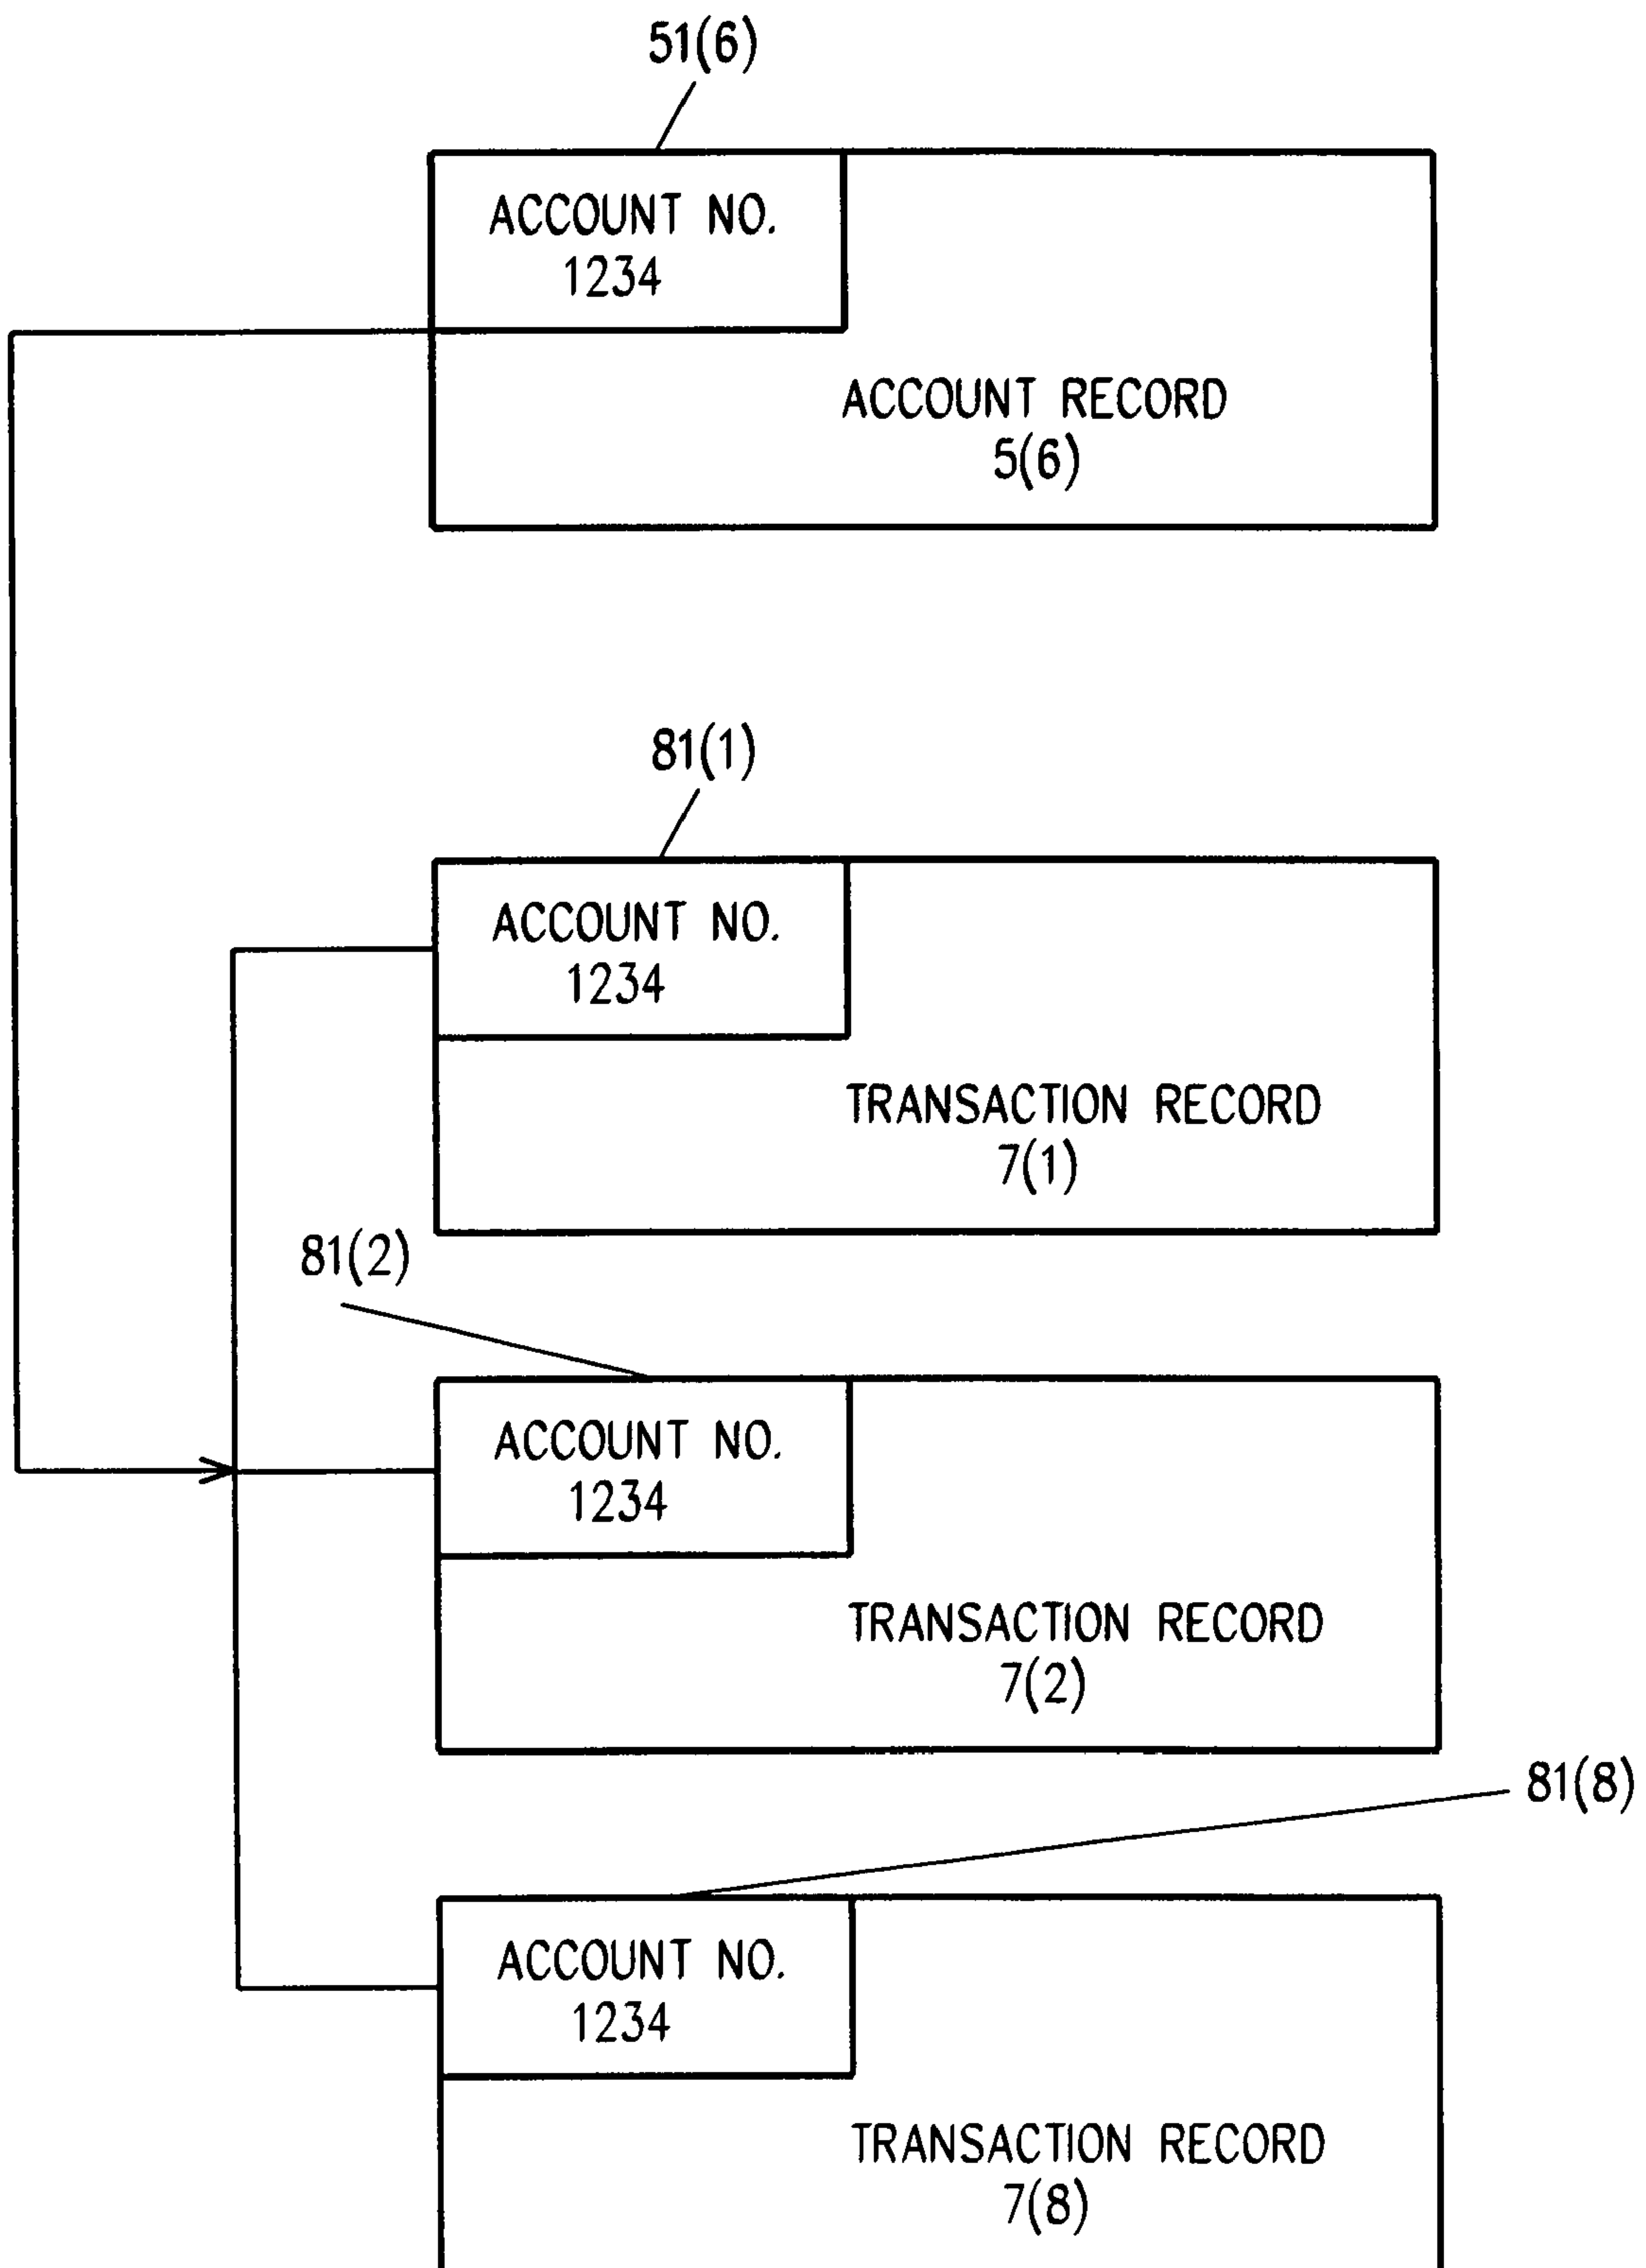 51(6)
ACCOUNT NO.
1234
ACCOUNT RECORD
5(6)
81(1)
ACCOUNT NO.
1234
TRANSACTION RECORD
7(1)
81(2)
ACCOUNT NO.
1234
TRANSACTION RECORD
7(2)
81(8)
ACCOUNT NO.
1234
TRANSACTION RECORD
7(8)